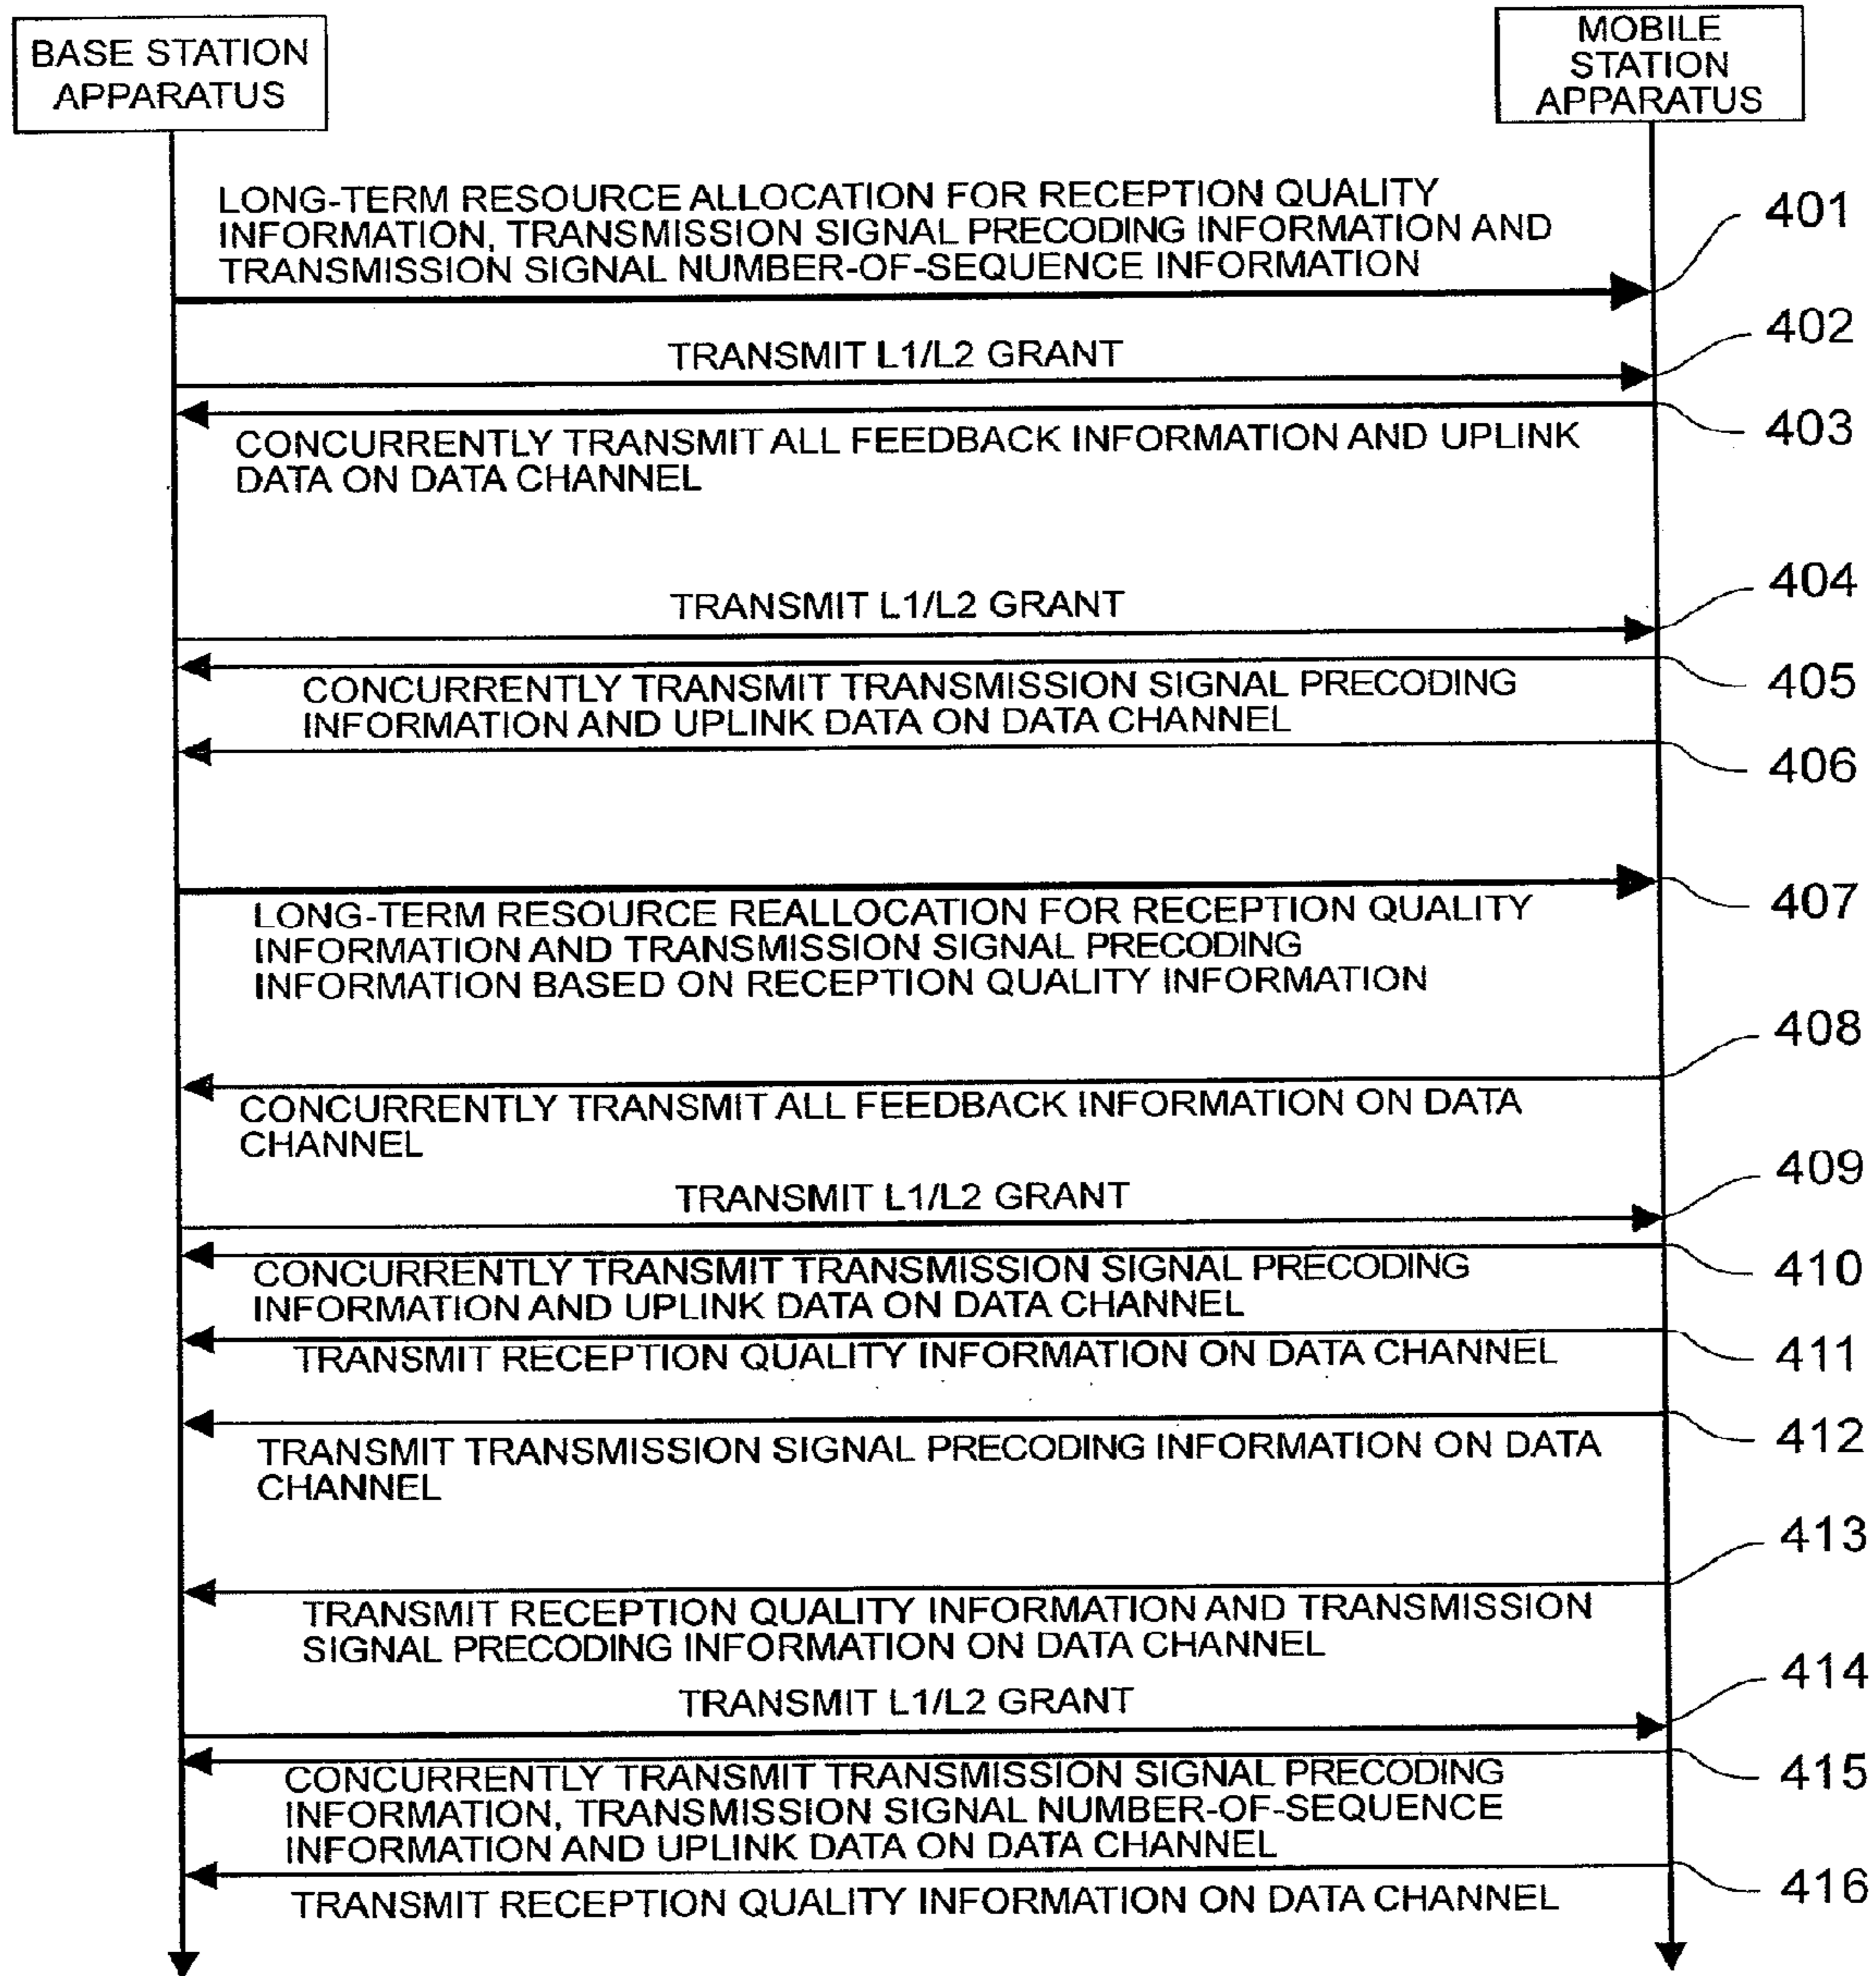 BASE STATION
APPARATUS
MOBILE
STATION
APPARATUS
LONG-TERM RESOURCE ALLOCATION FOR RECEPTION QUALITY
INFORMATION, TRANSMISSION SIGNAL PRECODING INFORMATION AND
TRANSMISSION SIGNAL NUMBER-OF-SEQUENCE INFORMATION
401
TRANSMIT L1/L2 GRANT
402
403
CONCURRENTLY TRANSMIT ALL FEEDBACK INFORMATION AND UPLINK
DATA ON DATA CHANNEL
404
TRANSMIT L1/L2 GRANT
405
CONCURRENTLY TRANSMIT TRANSMISSION SIGNAL PRECODING
INFORMATION AND UPLINK DATA ON DATA CHANNEL
406
407
LONG-TERM RESOURCE REALLOCATION FOR RECEPTION QUALITY
INFORMATION AND TRANSMISSION SIGNAL PRECODING
INFORMATION BASED ON RECEPTION QUALITY INFORMATION
408
CONCURRENTLY TRANSMIT ALL FEEDBACK INFORMATION ON DATA
CHANNEL
409
TRANSMIT L1/L2 GRANT
410
CONCURRENTLY TRANSMIT TRANSMISSION SIGNAL PRECODING
INFORMATION AND UPLINK DATA ON DATA CHANNEL
411
TRANSMIT RECEPTION QUALITY INFORMATION ON DATA CHANNEL
412
TRANSMIT TRANSMISSION SIGNAL PRECODING INFORMATION ON DATA
CHANNEL
413
TRANSMIT RECEPTION QUALITY INFORMATION AND TRANSMISSION
SIGNAL PRECODING INFORMATION ON DATA CHANNEL
414
TRANSMIT L1/L2 GRANT
415
CONCURRENTLY TRANSMIT TRANSMISSION SIGNAL PRECODING
INFORMATION, TRANSMISSION SIGNAL NUMBER-OF-SEQUENCE
INFORMATION AND UPLINK DATA ON DATA CHANNEL
416
TRANSMIT RECEPTION QUALITY INFORMATION ON DATA CHANNEL